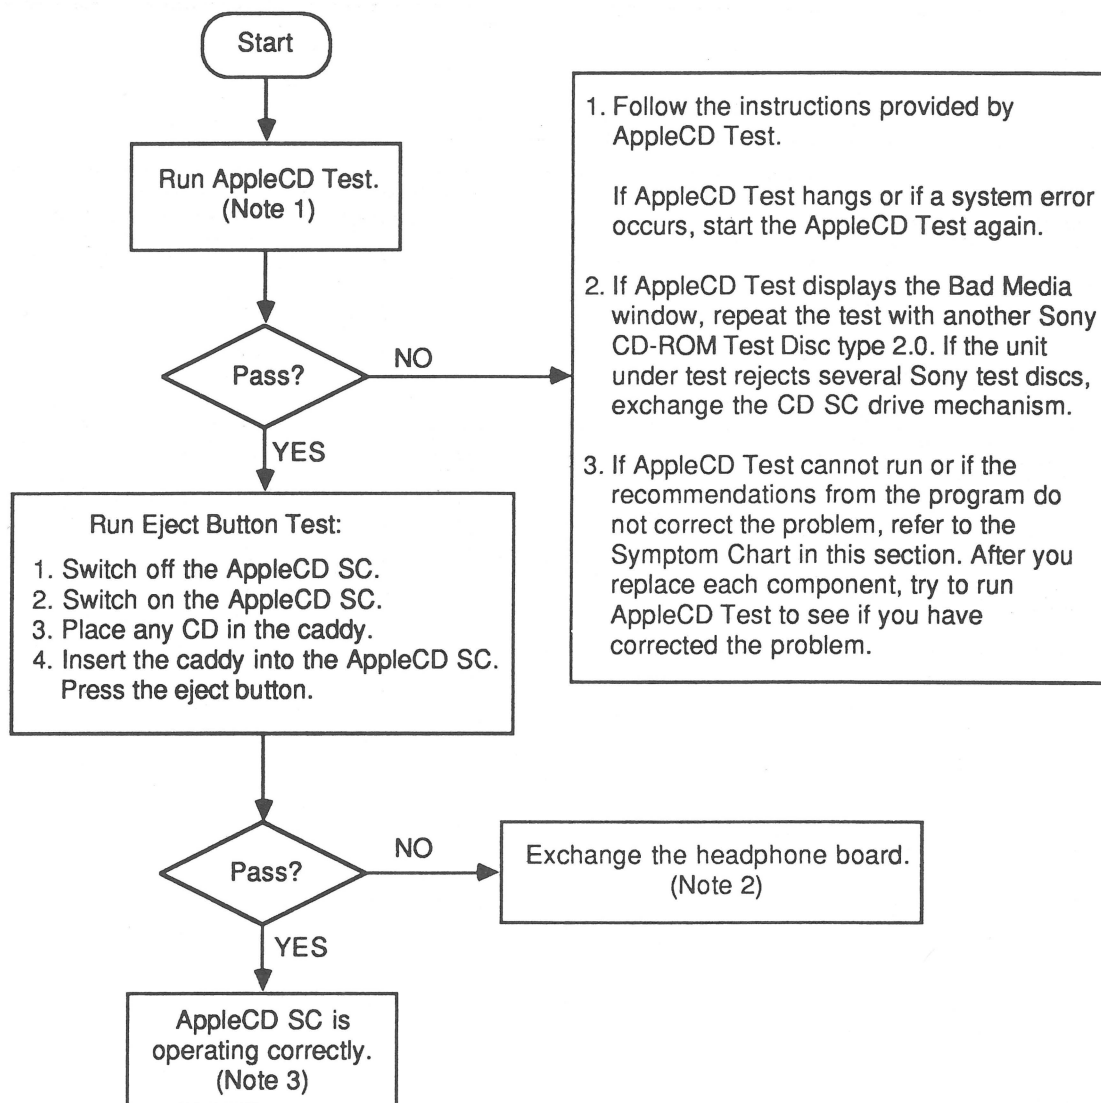 Start
Run AppleCD Test.
(Note 1)
Pass?
NO
1. Follow the instructions provided by
AppleCD Test.
If AppleCD Test hangs or if a system error
occurs, start the AppleCD Test again.
2. If AppleCD Test displays the Bad Media
window, repeat the test with another Sony
CD-ROM Test Disc type 2.0. If the unit
under test rejects several Sony test discs,
exchange the CD SC drive mechanism.
3. If AppleCD Test cannot run or if the
recommendations from the program do
not correct the problem, refer to the
Symptom Chart in this section. After you
replace each component, try to run
AppleCD Test to see if you have
corrected the problem.
YES
Run Eject Button Test:
1. Switch off the AppleCD SC.
2. Switch on the AppleCD SC.
3. Place any CD in the caddy.
4. Insert the caddy into the AppleCD SC.
Press the eject button.
Pass?
NO
Exchange the headphone board.
(Note 2)
YES
AppleCD SC is
operating correctly.
(Note 3)